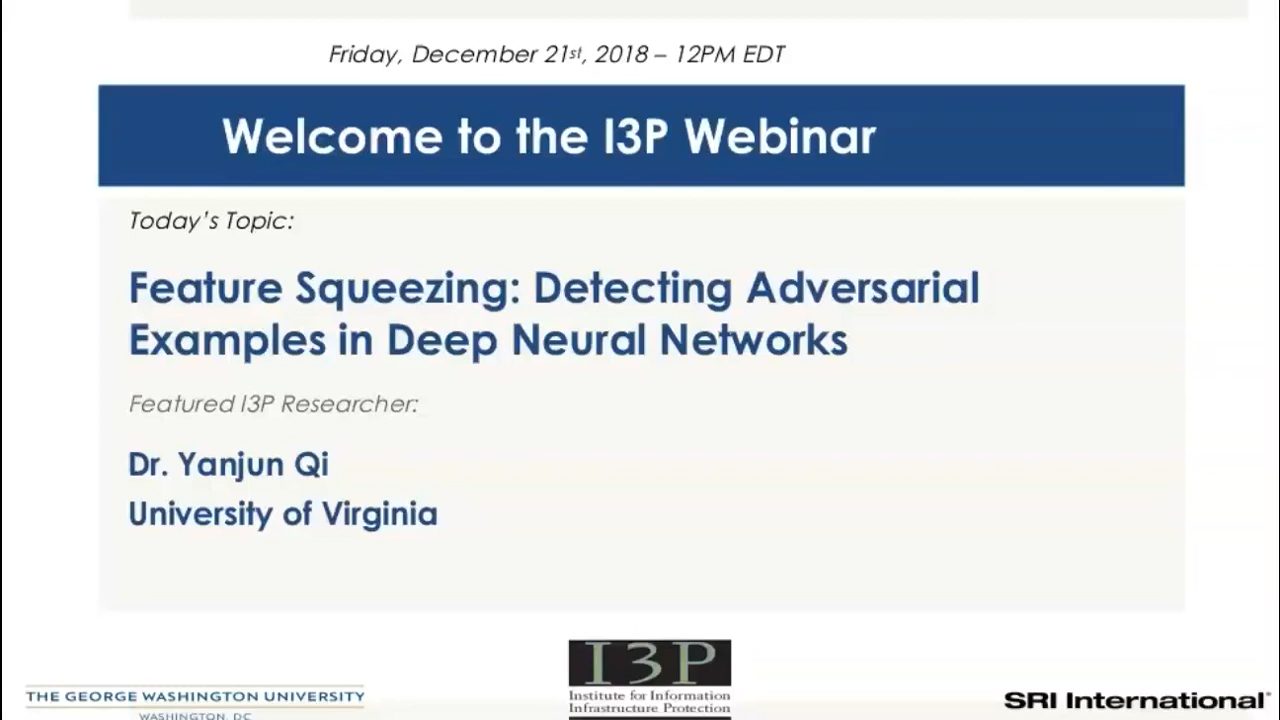 Friday, December 21st, 2018 – 12PM EDT
Welcome to the I3P Webinar
Today's Topic:
Feature Squeezing: Detecting Adversarial
Examples in Deep Neural Networks
Featured I3P Researcher:
Dr. Yanjun Qi
University of Virginia
I3P
Institute for Information
Infrastructure Protection
THE GEORGE WASHINGTON UNIVERSITY
WASHINGTON, DC
SRI International